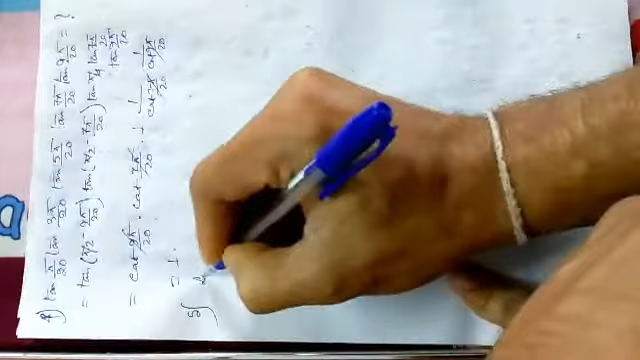 f) tan π/20 tan 3π/20 tan 5π/20 tan 7π/20 tan 9π/20 = ?
= tan(π/2 - 9π/20) tan(π/2 - 7π/20) tan π/4 tan 7π/20 tan 9π/20
= cot 9π/20 . cot 7π/20 . 1 . 1/cot 7π/20 1/cot 9π/20
= 1.
g)